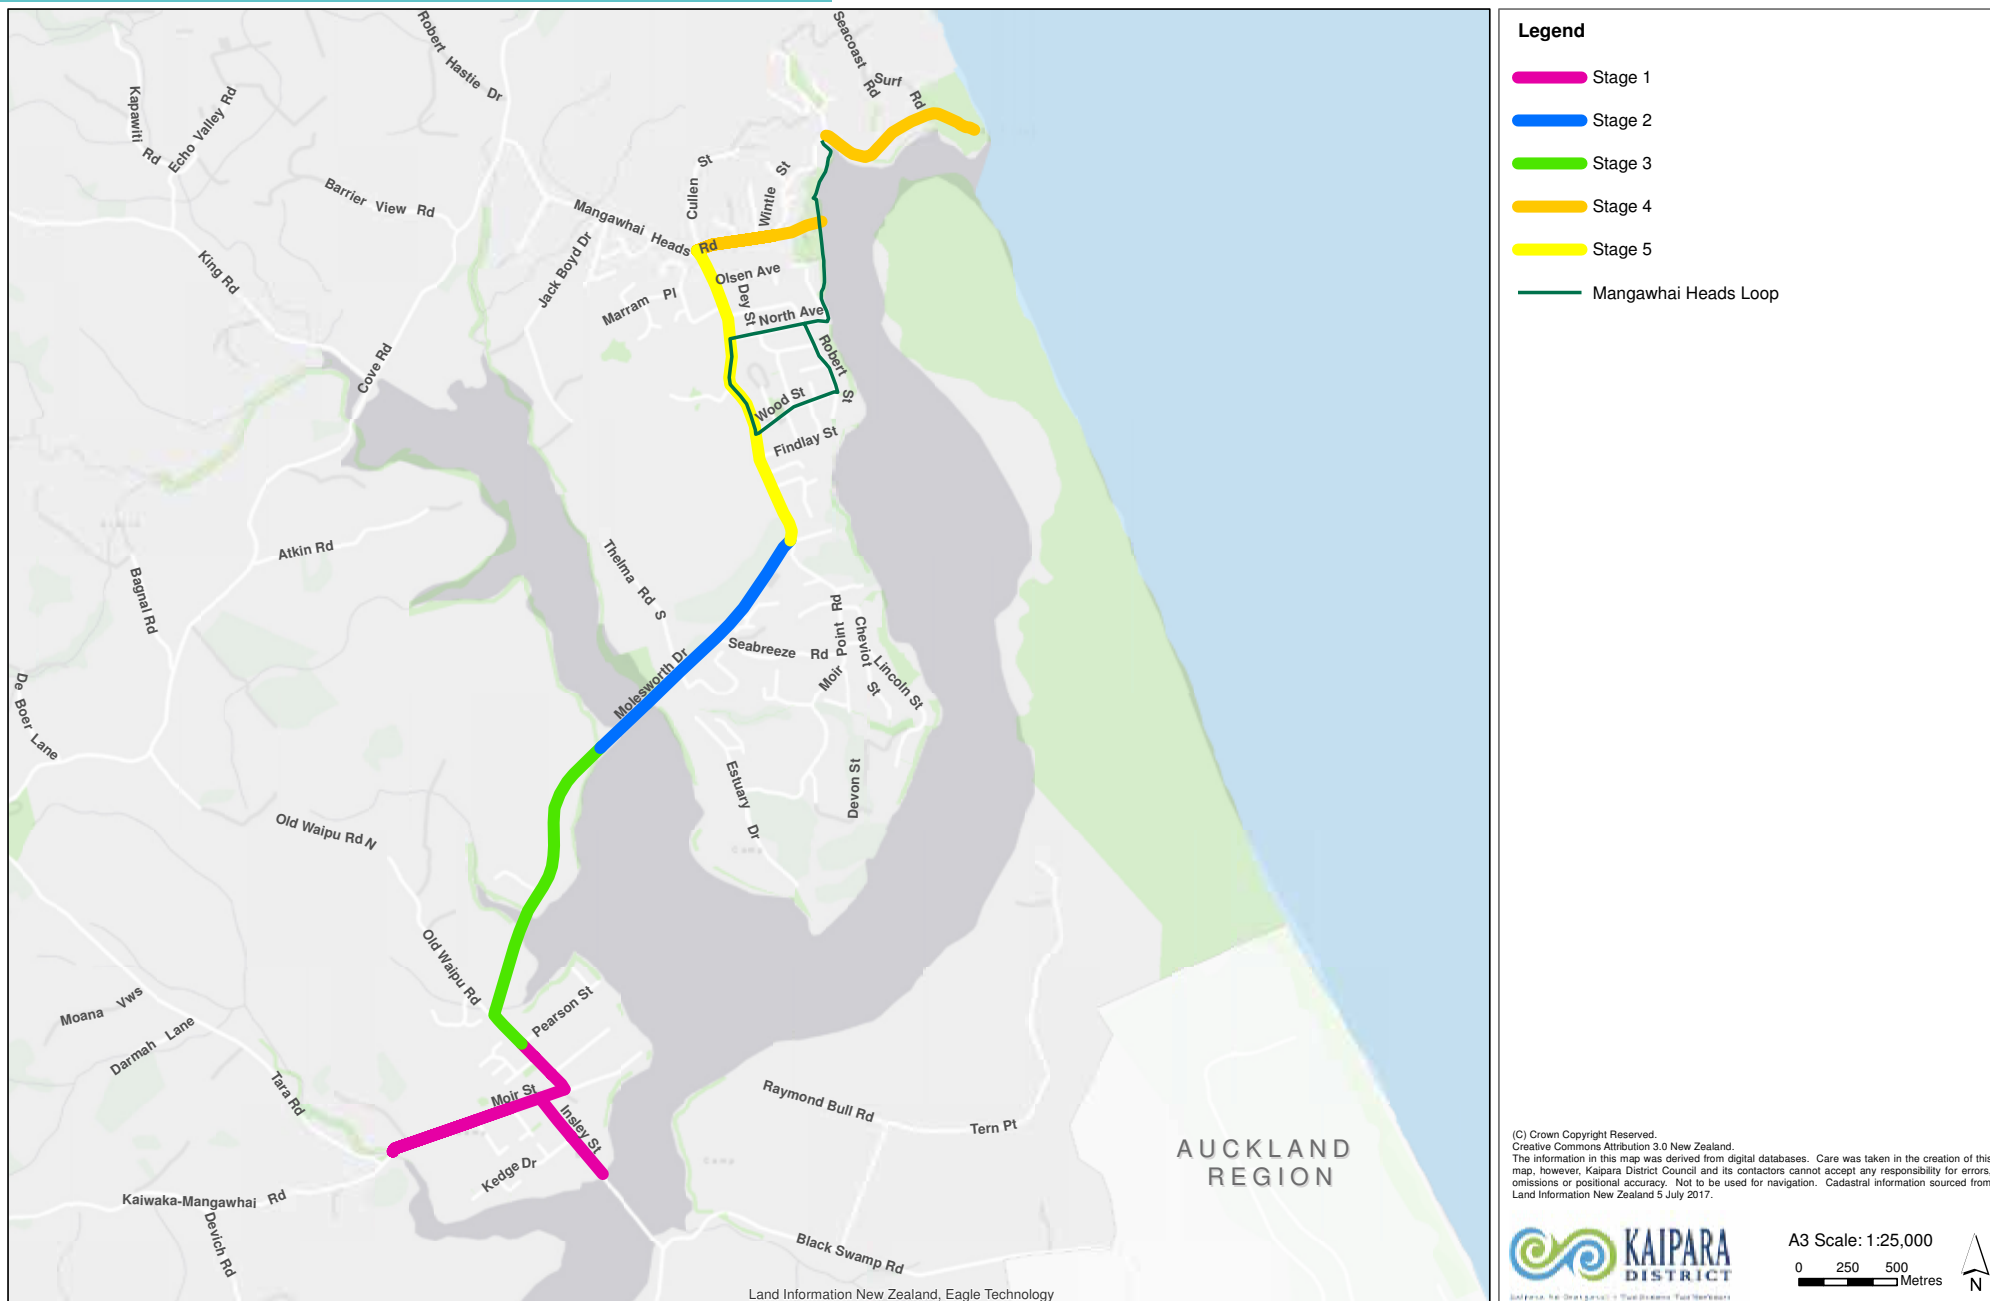 Legend
Stage 1
Stage 2
Stage 3
Stage 4
Stage 5
Mangawhai Heads Loop
Robert Hastie Dr
Seacoast Rd
Surf Rd
Kapawiti Rd
Echo Valley Rd
Barrier View Rd
Cullen St
Wintle St
Mangawhai Heads Rd
King Rd
Jack Boyd Dr
Olsen Ave
Marram Pl
Dey St
North Ave
Robert St
Cove Rd
Wood St
Findlay St
Atkin Rd
Bagnal Rd
Thelma Rd S
Seabreeze Rd
Moir Point Rd
Cheviot St
Lincoln St
Molesworth Dr
De Boer Lane
Estuary Dr
Devon St
Camp
Old Waipu Rd N
Old Waipu Rd
Pearson St
Moana Vws
Darmah Lane
Tara Rd
Moir St
Insley St
Kedge Dr
Raymond Bull Rd
Tern Pt
Camp
AUCKLAND
REGION
Kaiwaka-Mangawhai Rd
Devich Rd
Black Swamp Rd
Land Information New Zealand, Eagle Technology
(C) Crown Copyright Reserved.
Creative Commons Attribution 3.0 New Zealand.
The information in this map was derived from digital databases. Care was taken in the creation of this
map, however, Kaipara District Council and its contactors cannot accept any responsibility for errors,
omissions or positional accuracy. Not to be used for navigation. Cadastral information sourced from
Land Information New Zealand 5 July 2017.
KAIPARA
DISTRICT
A3 Scale: 1:25,000
0 250 500
Metres
N